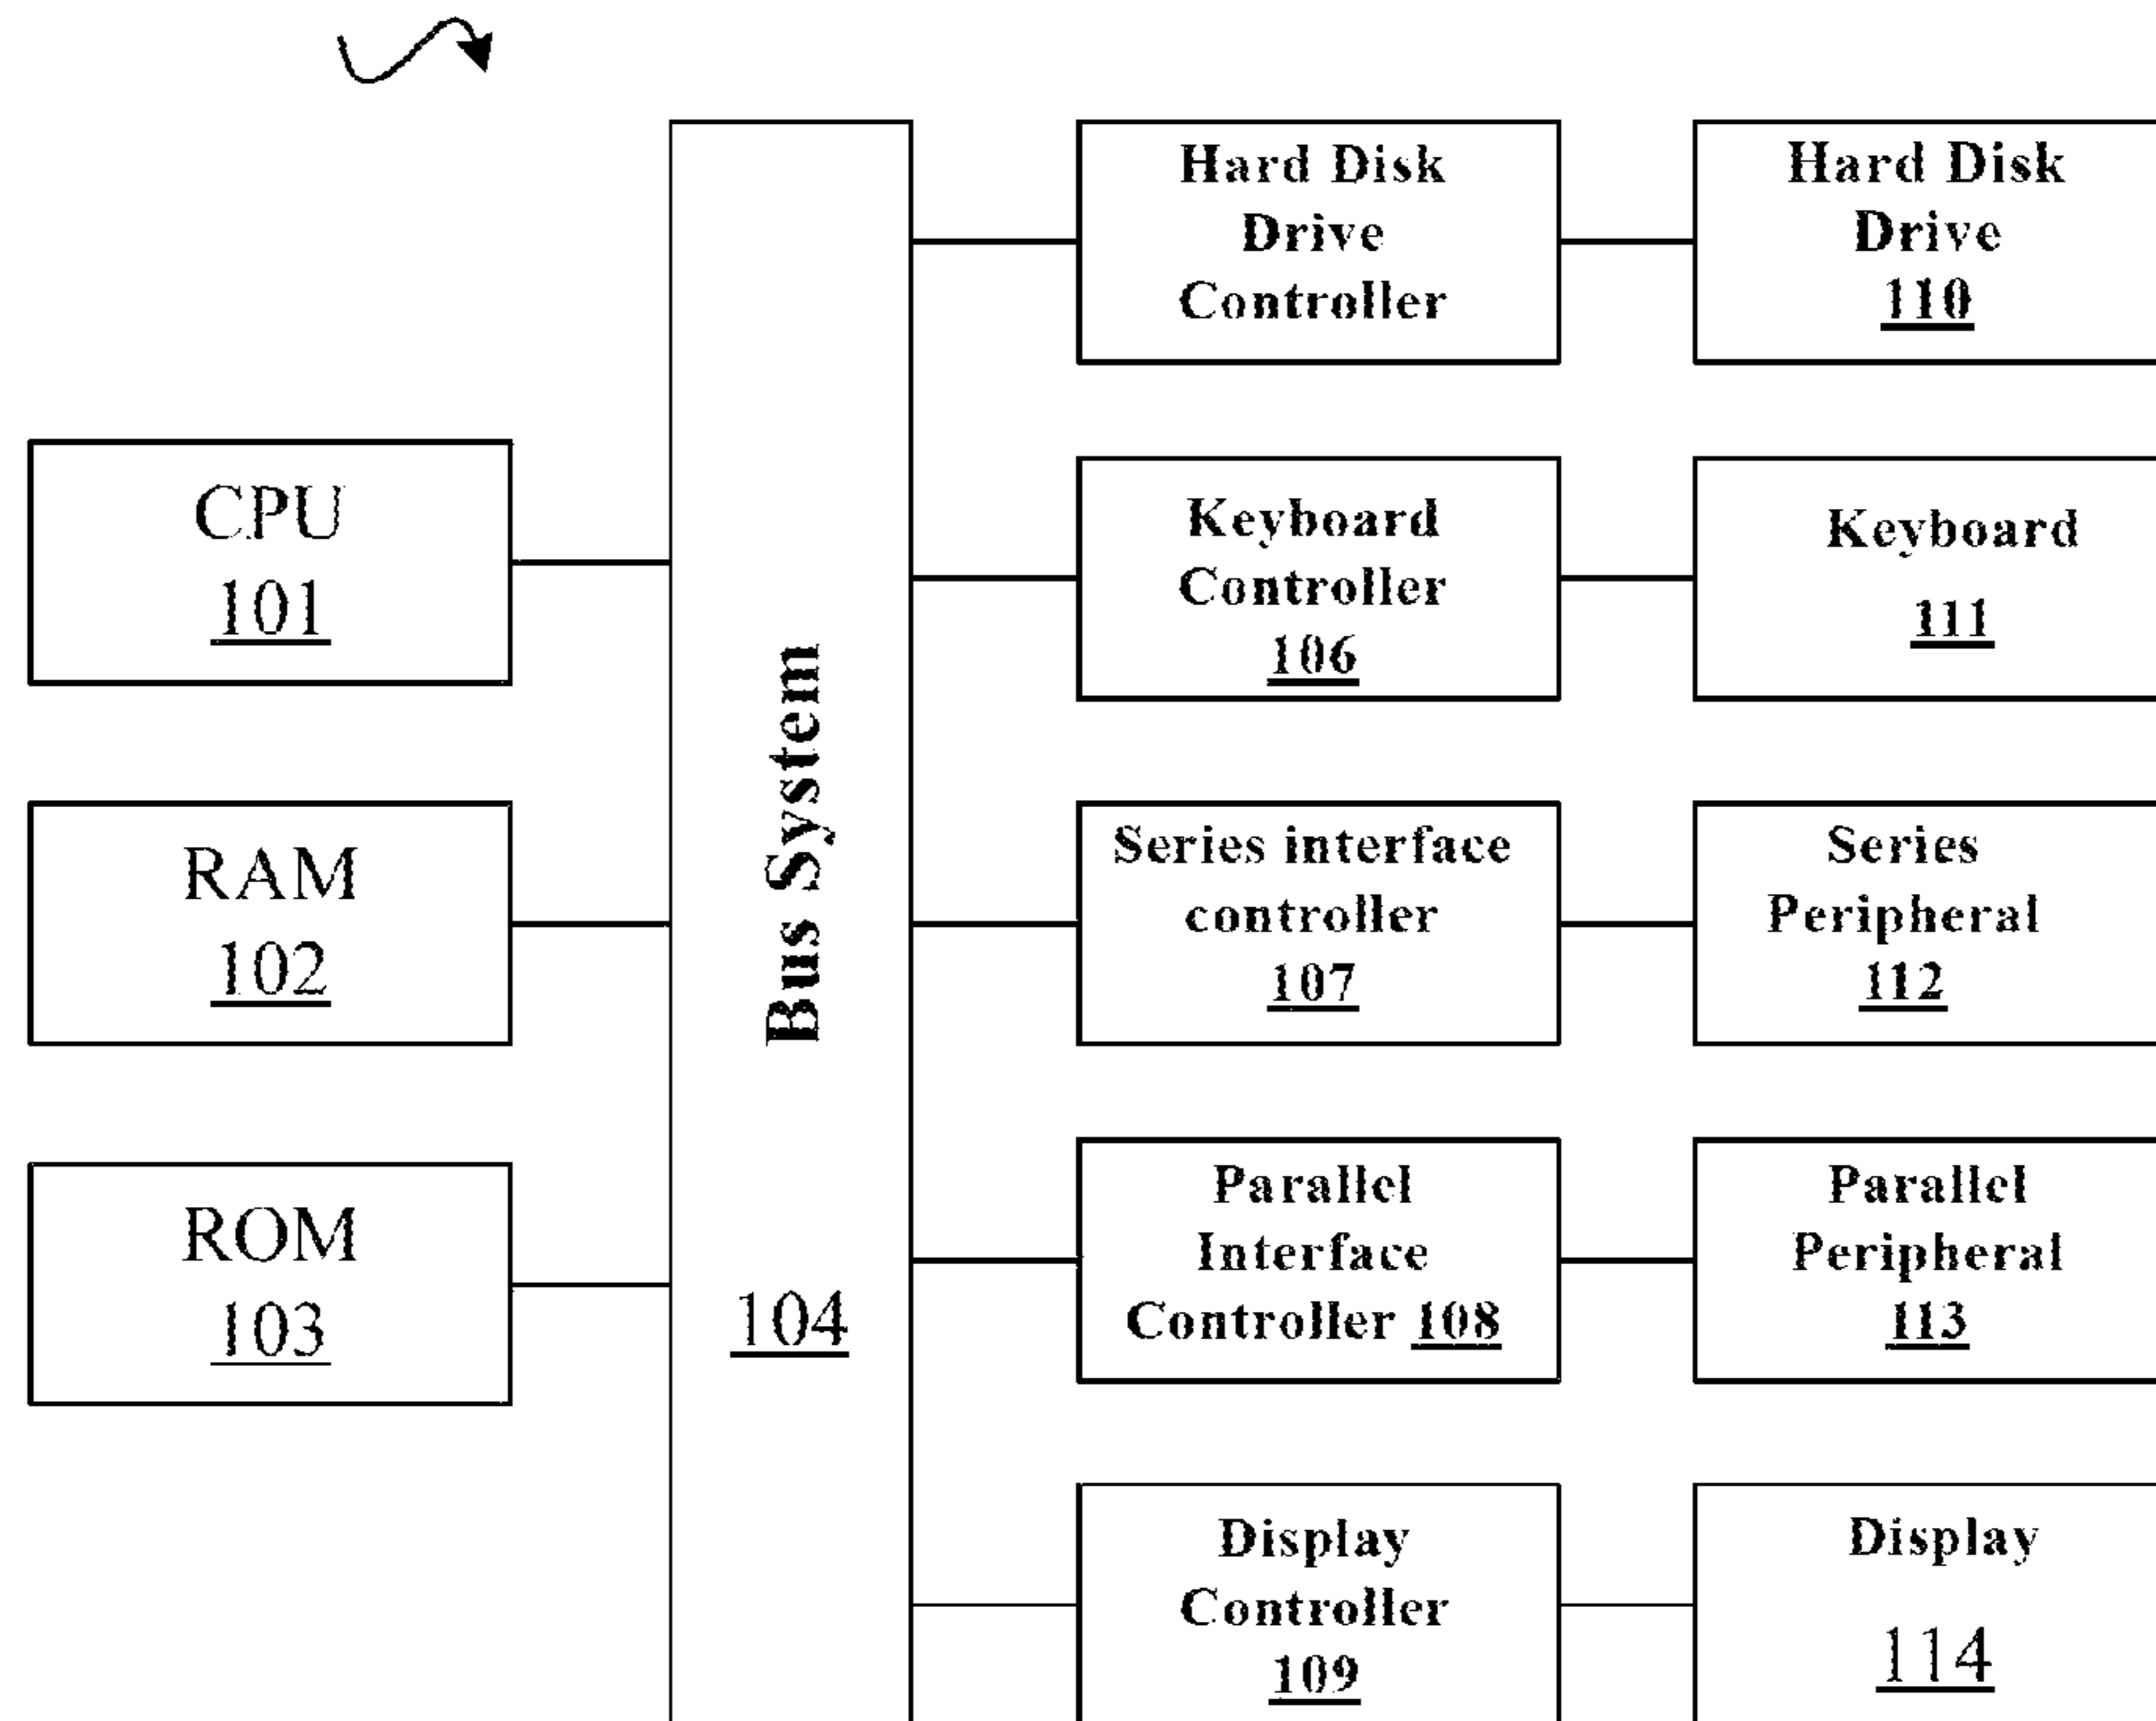 CPU
101
RAM
102
ROM
103
Bus System
104
Hard Disk
Drive
Controller
Hard Disk
Drive
110
Keyboard
Controller
106
Keyboard
111
Series interface
controller
107
Series
Peripheral
112
Parallel
Interface
Controller 108
Parallel
Peripheral
113
Display
Controller
109
Display
114